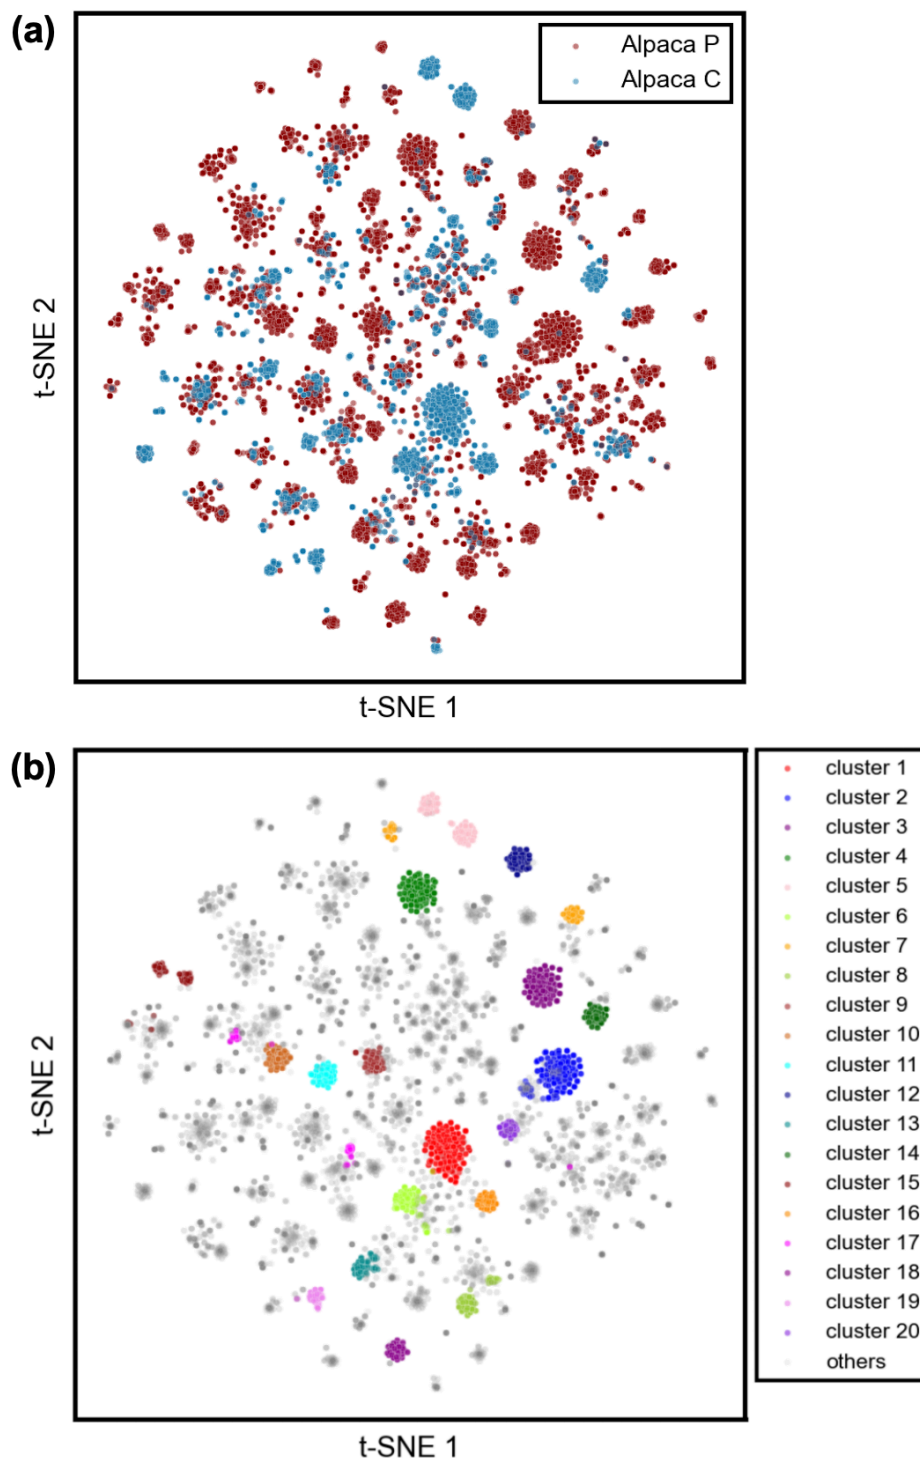 (a)
Alpaca P
Alpaca C
t-SNE 2
t-SNE 1
(b)
cluster 1
cluster 2
cluster 3
cluster 4
cluster 5
cluster 6
cluster 7
cluster 8
cluster 9
cluster 10
cluster 11
cluster 12
cluster 13
cluster 14
cluster 15
cluster 16
cluster 17
cluster 18
cluster 19
cluster 20
others
t-SNE 2
t-SNE 1